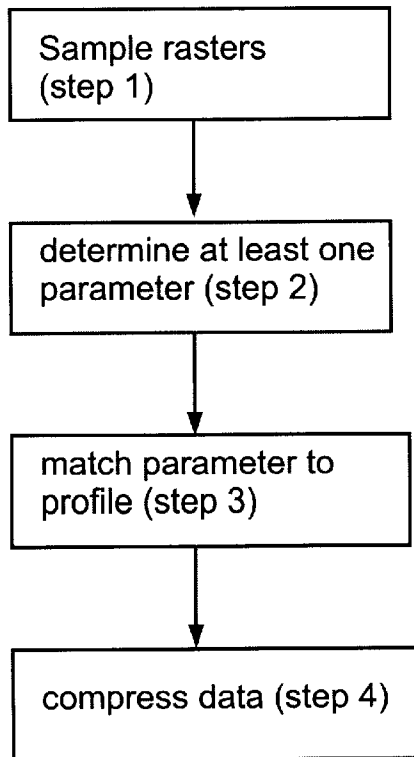 Sample rasters
(step 1)
determine at least one
parameter (step 2)
match parameter to
profile (step 3)
compress data (step 4)